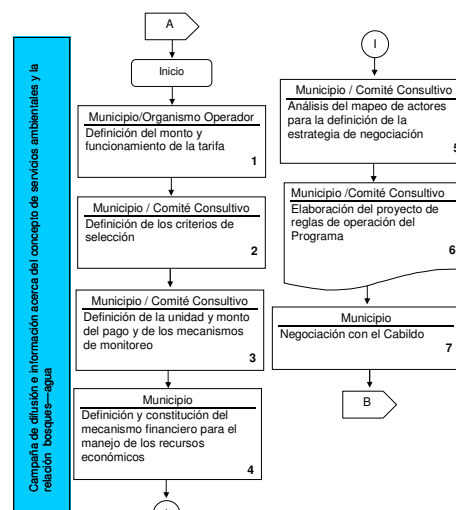 Campaña de difusión e información acerca del concepto de servicios ambientales y la
relación bosques—agua
A
Inicio
Municipio/Organismo Operador
Definición del monto y
funcionamiento de la tarifa
1
Municipio / Comité Consultivo
Definición de los criterios de
selección
2
Municipio / Comité Consultivo
Definición de la unidad y monto
del pago y de los mecanismos
de monitoreo
3
Municipio
Definición y constitución del
mecanismo financiero para el
manejo de los recursos
económicos
4
I
Municipio / Comité Consultivo
Análisis del mapeo de actores
para la definición de la
estrategia de negociación
5
Municipio /Comité Consultivo
Elaboración del proyecto de
reglas de operación del
Programa
6
Municipio
Negociación con el Cabildo
7
B